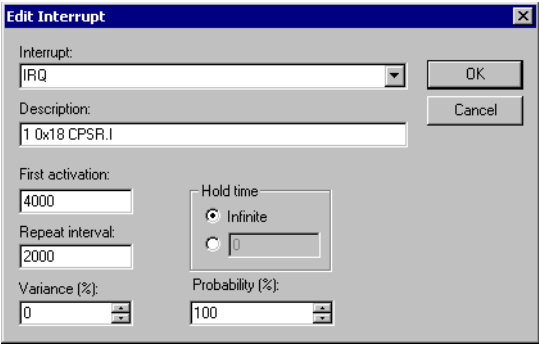 Edit Interrupt
Interrupt:
IRQ
OK
Description:
Cancel
1 0x18 CPSR.I
First activation:
4000
Hold time
Infinite
Repeat interval:
0
2000
Variance (%):
Probability (%):
0
100